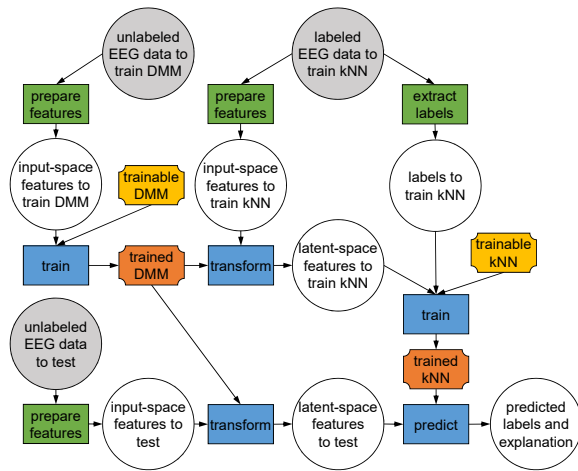 unlabeled
EEG data to
train DMM
labeled
EEG data to
train kNN
prepare
features
prepare
features
extract
labels
input-space
features to
train DMM
trainable
DMM
input-space
features to
train kNN
labels to
train kNN
train
trained
DMM
transform
latent-space
features to
train kNN
trainable
kNN
train
unlabeled
EEG data
to test
trained
kNN
prepare
features
input-space
features to
test
transform
latent-space
features
to test
predict
predicted
labels and
explanation